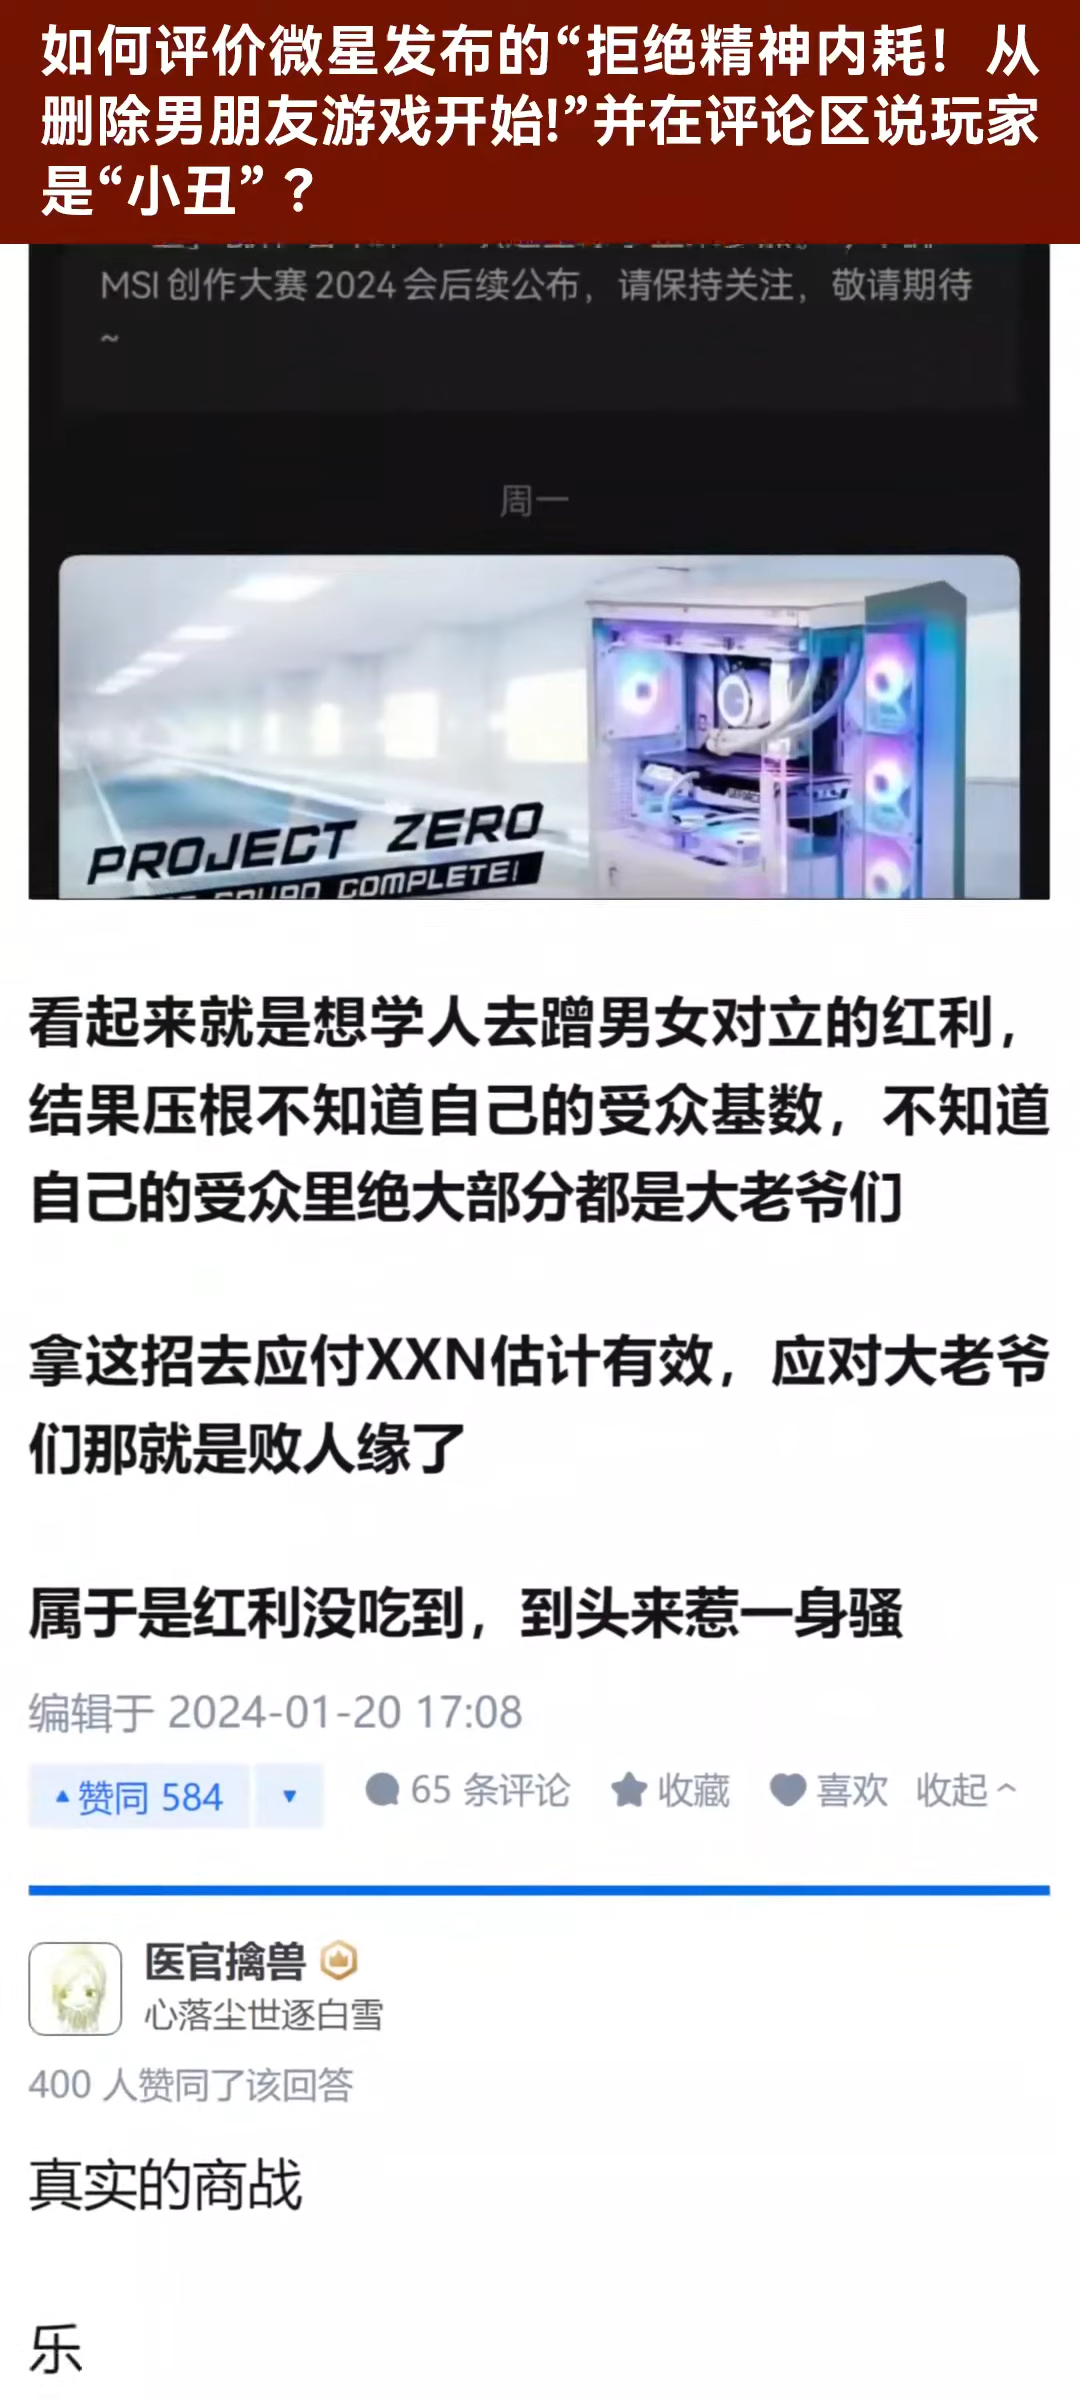 如何评价微星发布的“拒绝精神内耗！从
删除男朋友游戏开始!”并在评论区说玩家
是“小丑”？
MSI 创作大赛 2024 会后续公布，请保持关注，敬请期待
~
周一
PROJECT ZERO
COMPLETE!
看起来就是想学人去蹭男女对立的红利，
结果压根不知道自己的受众基数，不知道
自己的受众里绝大部分都是大老爷们
拿这招去应付XXN估计有效，应对大老爷
们那就是败人缘了
属于是红利没吃到，到头来惹一身骚
编辑于 2024-01-20 17:08
赞同 584 65 条评论 收藏 喜欢 收起
医官擒兽
心落尘世逐白雪
400 人赞同了该回答
真实的商战
乐